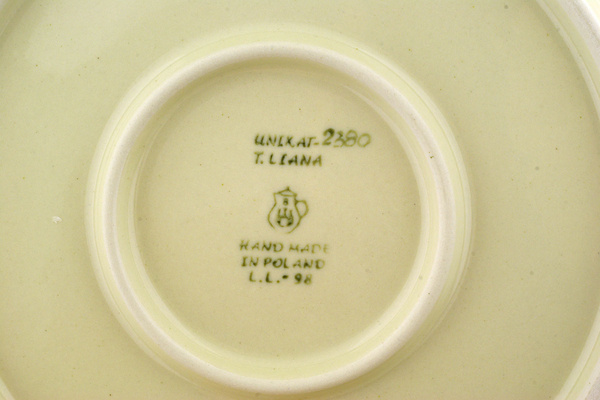 UNIKAT-2380
T. LIANA
HAND MADE
IN POLAND
L.L.-98